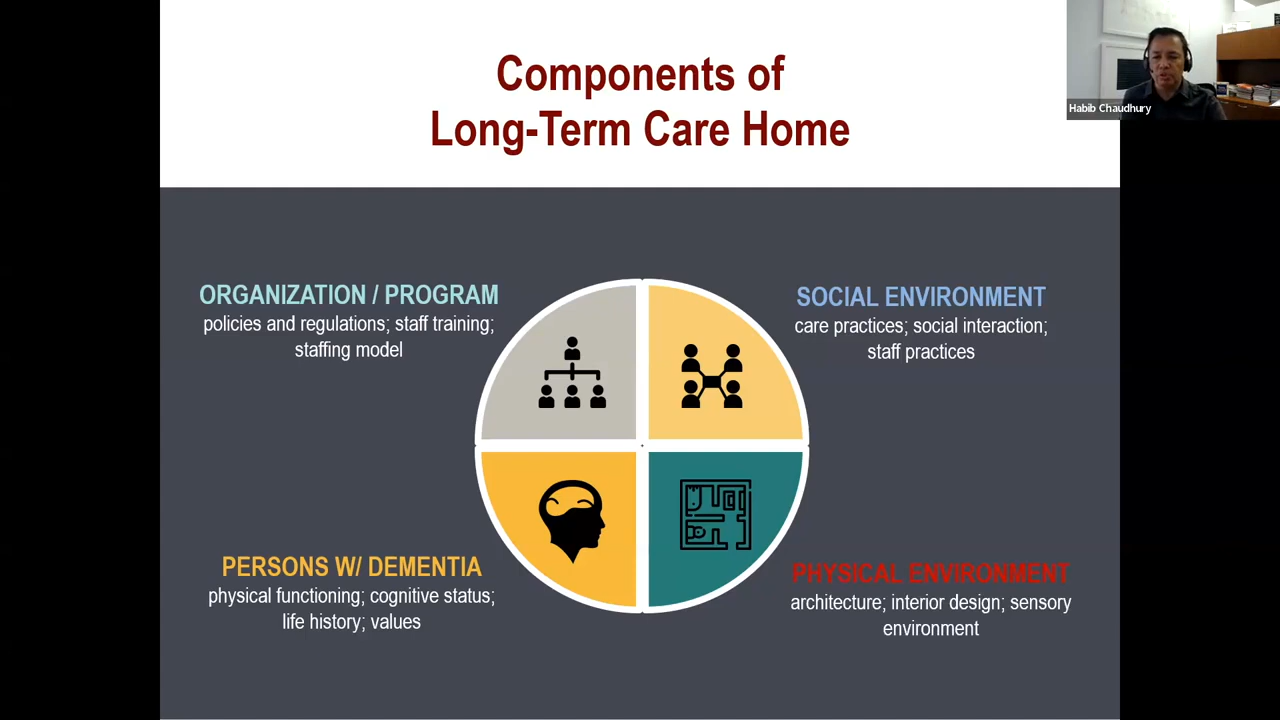 Components of
Long-Term Care Home
Habib Chaudhury
ORGANIZATION / PROGRAM
policies and regulations; staff training;
staffing model
SOCIAL ENVIRONMENT
care practices; social interaction;
staff practices
PERSONS W/ DEMENTIA
physical functioning; cognitive status;
life history; values
PHYSICAL ENVIRONMENT
architecture; interior design; sensory
environment